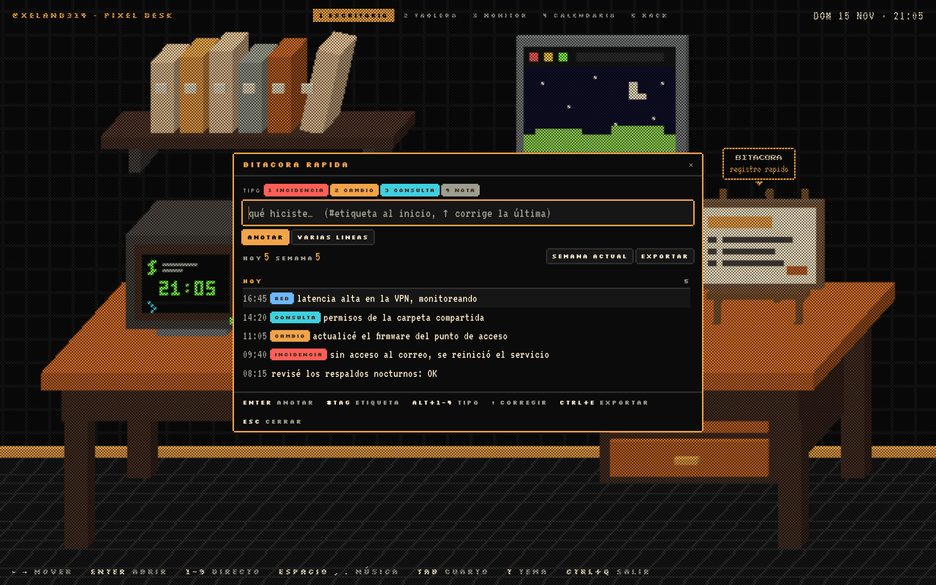 EXELAND314 · PIXEL DESK
1 ESCRITORIO 2 TABLERO 3 MONITOR 4 CALENDARIO 5 RACK
DOM 15 NOV · 21:05
BITACORA
registro rapido
21:05
BITACORA RAPIDA ×
TIPO 1 INCIDENCIA 2 CAMBIO 3 CONSULTA 4 NOTA
qué hiciste… (#etiqueta al inicio, ↑ corrige la última)
ANOTAR VARIAS LINEAS
HOY 5 SEMANA 5
SEMANA ACTUAL EXPORTAR
HOY 5
16:45 RED latencia alta en la VPN, monitoreando
14:20 CONSULTA permisos de la carpeta compartida
11:05 CAMBIO actualicé el firmware del punto de acceso
09:40 INCIDENCIA sin acceso al correo, se reinició el servicio
08:15 revisé los respaldos nocturnos: OK
ENTER ANOTAR #TAG ETIQUETA ALT+1-4 TIPO ↑ CORREGIR CTRL+E EXPORTAR
ESC CERRAR
← → MOVER ENTER ABRIR 1-9 DIRECTO ESPACIO , . MÚSICA TAB CUARTO T TEMA CTRL+Q SALIR